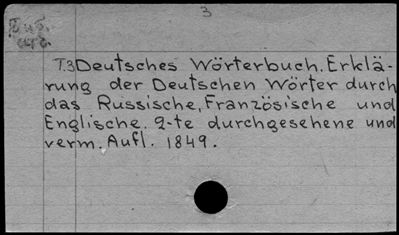 3
Т.3 Deutsches Wörterbuch. Erklä-
rung der Deutschen Wörter durch
das Russische, Französische und
Englische. 2-te durchgesehene und
verm. Aufl. 1849.